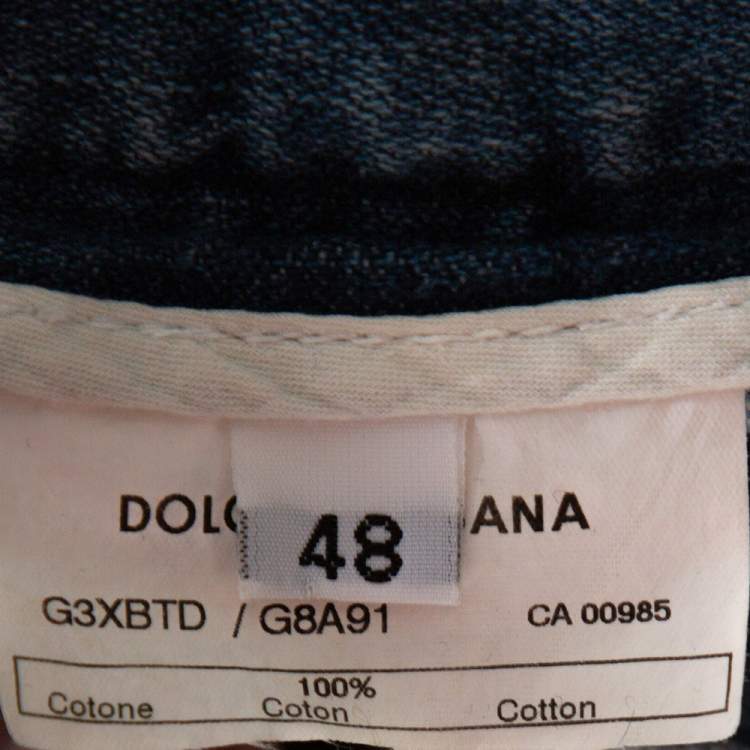 DOL ANA
48
G3XBTD / G8A91 CA 00985
100%
Cotone Coton Cotton